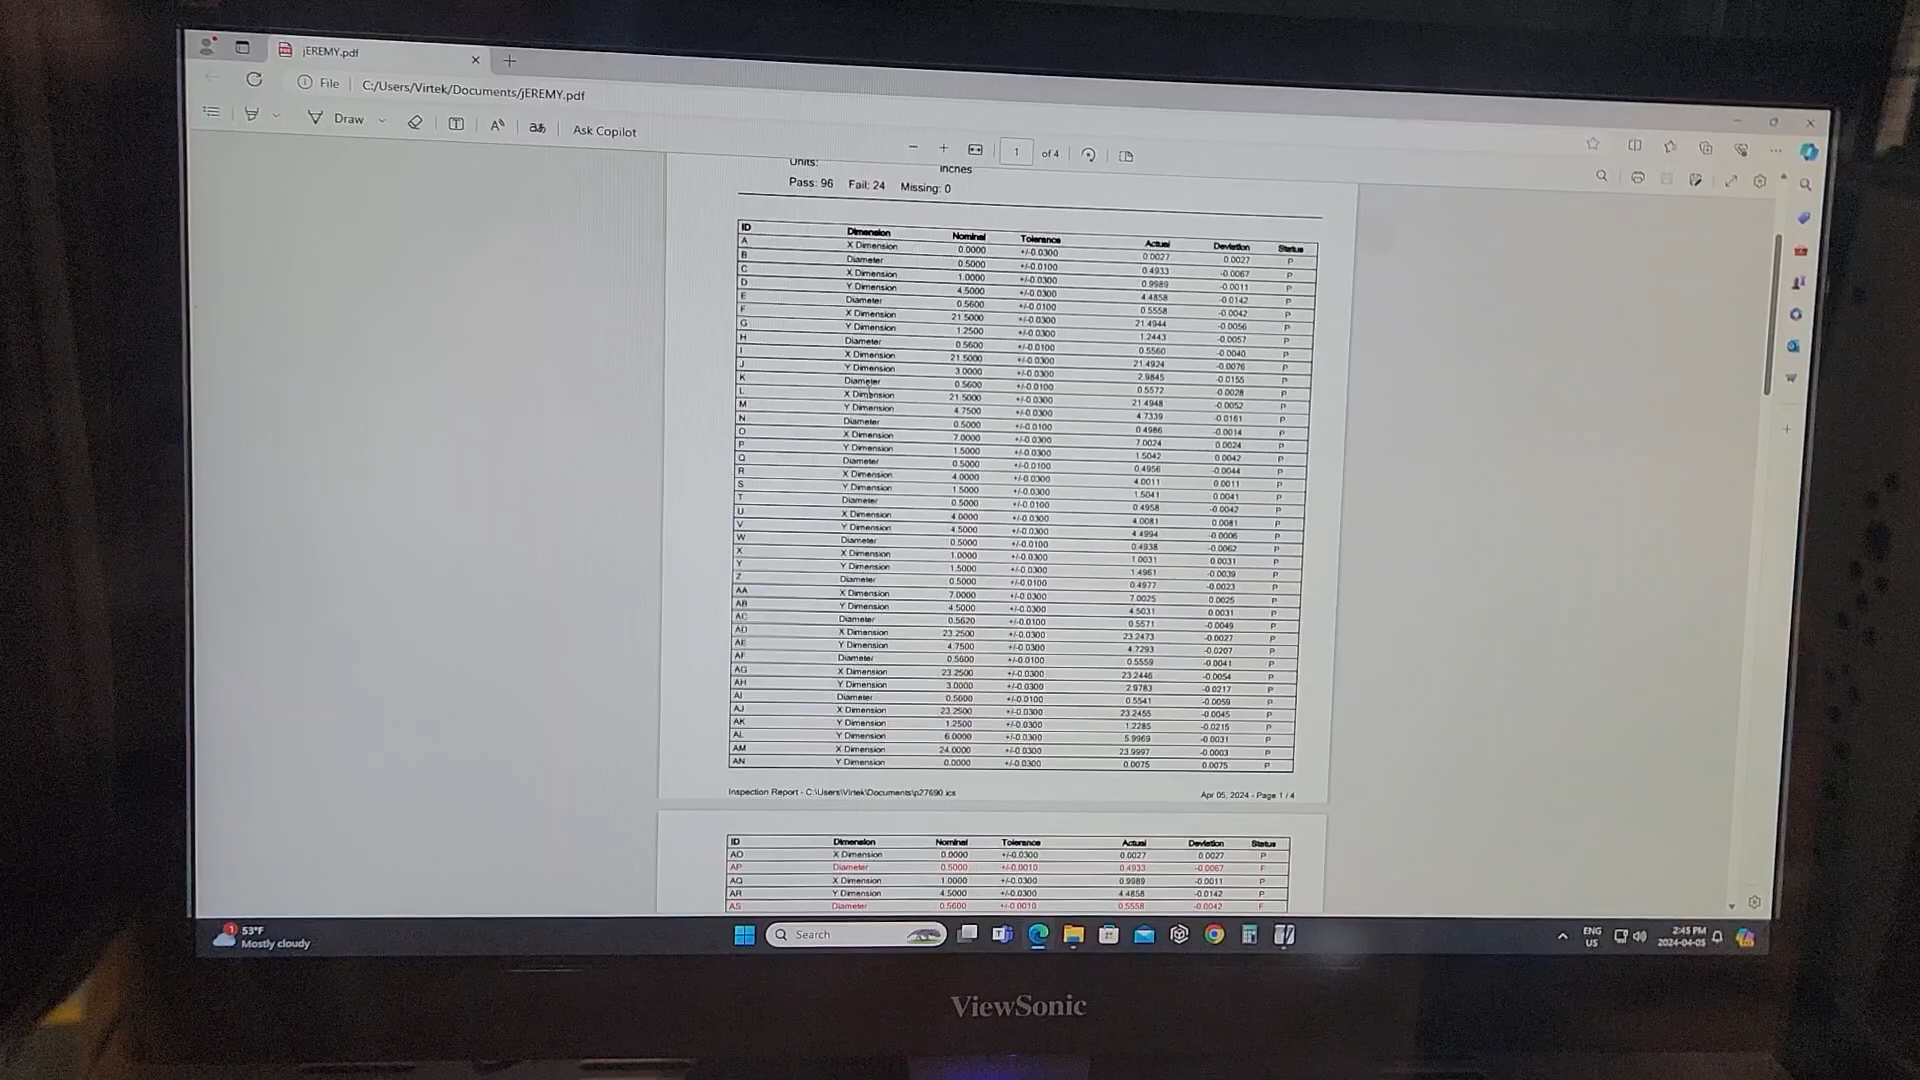 jEREMY.pdf
File | C:/Users/Virtek/Documents/jEREMY.pdf
Draw Ask Copilot
1 of 4
Units: Inches
Pass: 96 Fail: 24 Missing: 0
ID Dimension Nominal Tolerance Actual Deviation Status
A X Dimension 0.0000 +/-0.0300 0.0027 0.0027 P
B Diameter 0.5000 +/-0.0100 0.4933 -0.0067 P
C X Dimension 1.0000 +/-0.0300 0.9989 -0.0011 P
D Y Dimension 4.5000 +/-0.0300 4.4858 -0.0142 P
E Diameter 0.5600 +/-0.0100 0.5558 -0.0042 P
F X Dimension 21.5000 +/-0.0300 21.4944 -0.0056 P
G Y Dimension 1.2500 +/-0.0300 1.2443 -0.0057 P
H Diameter 0.5600 +/-0.0100 0.5560 -0.0040 P
I X Dimension 21.5000 +/-0.0300 21.4924 -0.0076 P
J Y Dimension 3.0000 +/-0.0300 2.9845 -0.0155 P
K Diameter 0.5600 +/-0.0100 0.5572 -0.0028 P
L X Dimension 21.5000 +/-0.0300 21.4948 -0.0052 P
M Y Dimension 4.7500 +/-0.0300 4.7339 -0.0161 P
N Diameter 0.5000 +/-0.0100 0.4986 -0.0014 P
O X Dimension 7.0000 +/-0.0300 7.0024 0.0024 P
P Y Dimension 1.5000 +/-0.0300 1.5042 0.0042 P
Q Diameter 0.5000 +/-0.0100 0.4956 -0.0044 P
R X Dimension 4.0000 +/-0.0300 4.0011 0.0011 P
S Y Dimension 1.5000 +/-0.0300 1.5041 0.0041 P
T Diameter 0.5000 +/-0.0100 0.4958 -0.0042 P
U X Dimension 4.0000 +/-0.0300 4.0081 0.0081 P
V Y Dimension 4.5000 +/-0.0300 4.4994 -0.0006 P
W Diameter 0.5000 +/-0.0100 0.4938 -0.0062 P
X X Dimension 1.0000 +/-0.0300 1.0031 0.0031 P
Y Y Dimension 1.5000 +/-0.0300 1.4961 -0.0039 P
Z Diameter 0.5000 +/-0.0100 0.4977 -0.0023 P
AA X Dimension 7.0000 +/-0.0300 7.0025 0.0025 P
AB Y Dimension 4.5000 +/-0.0300 4.5031 0.0031 P
AC Diameter 0.5620 +/-0.0100 0.5571 -0.0049 P
AD X Dimension 23.2500 +/-0.0300 23.2473 -0.0027 P
AE Y Dimension 4.7500 +/-0.0300 4.7293 -0.0207 P
AF Diameter 0.5600 +/-0.0100 0.5559 -0.0041 P
AG X Dimension 23.2500 +/-0.0300 23.2446 -0.0054 P
AH Y Dimension 3.0000 +/-0.0300 2.9783 -0.0217 P
AI Diameter 0.5600 +/-0.0100 0.5541 -0.0059 P
AJ X Dimension 23.2500 +/-0.0300 23.2455 -0.0045 P
AK Y Dimension 1.2500 +/-0.0300 1.2285 -0.0215 P
AL Y Dimension 6.0000 +/-0.0300 5.9969 -0.0031 P
AM X Dimension 24.0000 +/-0.0300 23.9997 -0.0003 P
AN Y Dimension 0.0000 +/-0.0300 0.0075 0.0075 P
Inspection Report - C:\Users\Virtek\Documents\p27690.ics Apr 05, 2024 - Page 1 / 4
ID Dimension Nominal Tolerance Actual Deviation Status
AO X Dimension 0.0000 +/-0.0300 0.0027 0.0027 P
AP Diameter 0.5000 +/-0.0010 0.4933 -0.0067 F
AQ X Dimension 1.0000 +/-0.0300 0.9989 -0.0011 P
AR Y Dimension 4.5000 +/-0.0300 4.4858 -0.0142 P
AS Diameter 0.5600 +/-0.0010 0.5558 -0.0042 F
1 53°F
Mostly cloudy
Search
ENG
US
2:45 PM
2024-04-05
ViewSonic